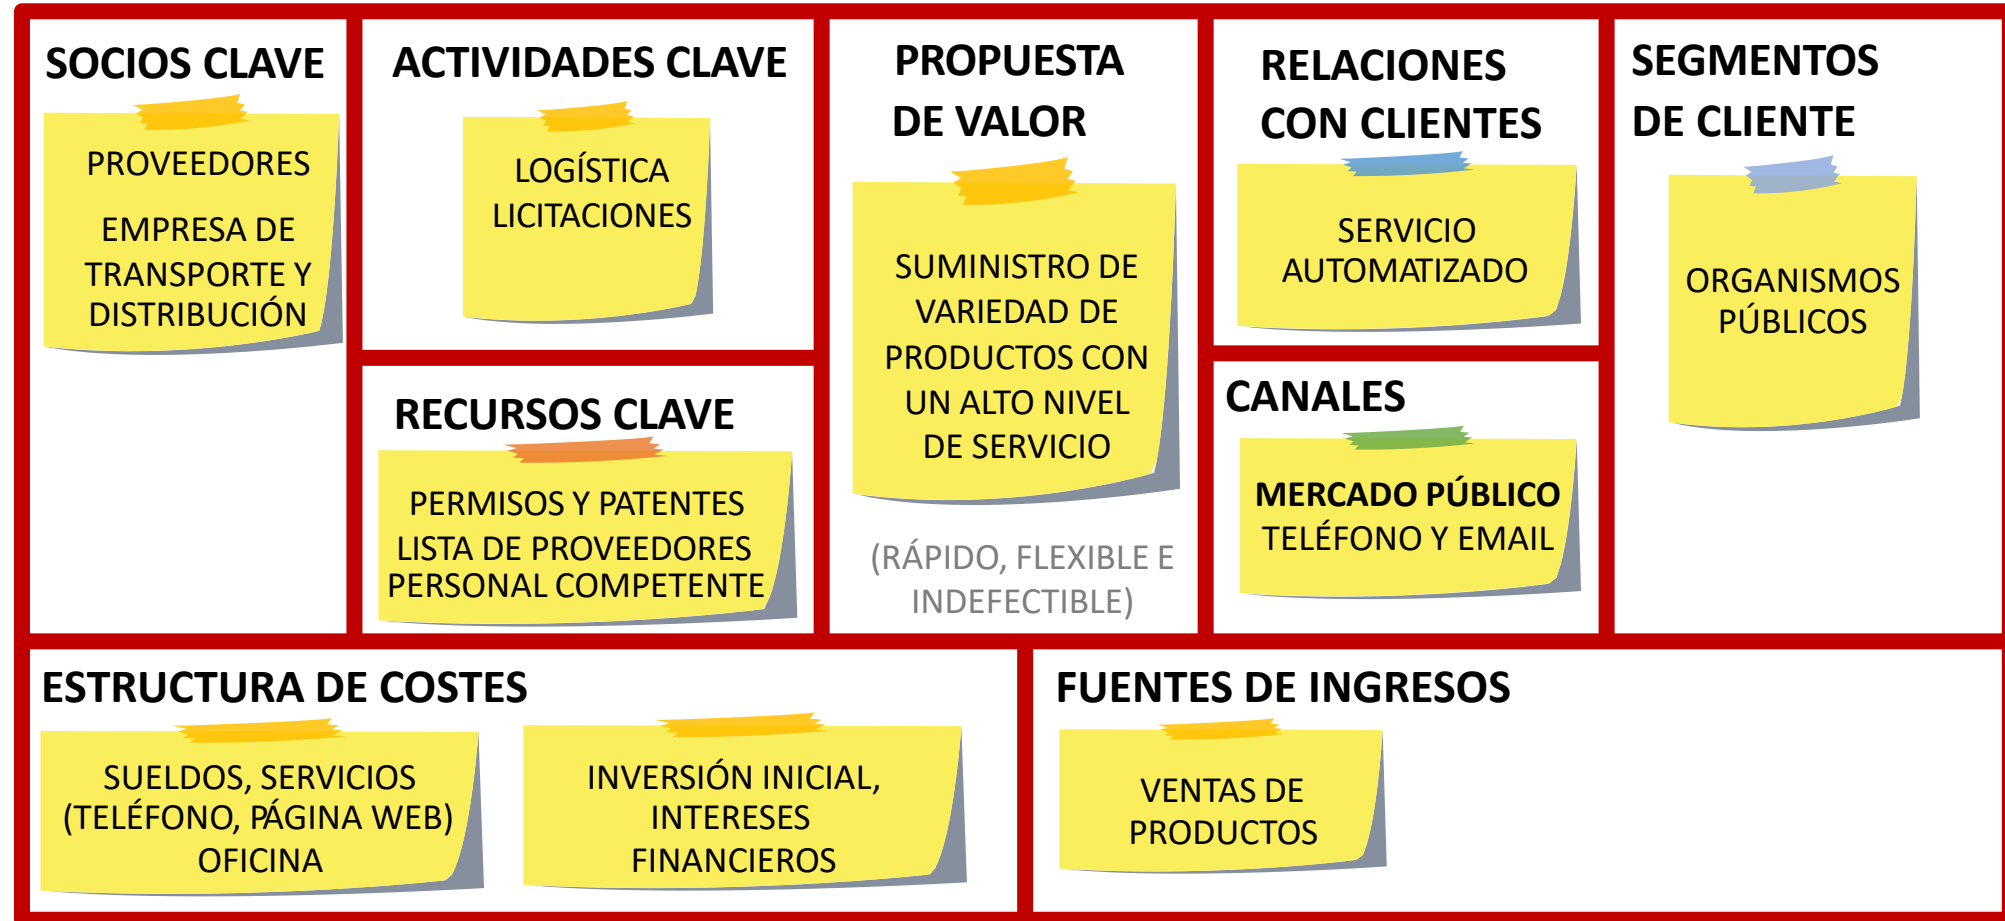 SOCIOS CLAVE
PROVEEDORES
EMPRESA DE
TRANSPORTE Y
DISTRIBUCIÓN
ACTIVIDADES CLAVE
LOGÍSTICA
LICITACIONES
RECURSOS CLAVE
PERMISOS Y PATENTES
LISTA DE PROVEEDORES
PERSONAL COMPETENTE
PROPUESTA
DE VALOR
SUMINISTRO DE
VARIEDAD DE
PRODUCTOS CON
UN ALTO NIVEL
DE SERVICIO
(RÁPIDO, FLEXIBLE E
INDEFECTIBLE)
RELACIONES
CON CLIENTES
SERVICIO
AUTOMATIZADO
CANALES
MERCADO PÚBLICO
TELÉFONO Y EMAIL
SEGMENTOS
DE CLIENTE
ORGANISMOS
PÚBLICOS
ESTRUCTURA DE COSTES
SUELDOS, SERVICIOS
(TELÉFONO, PÁGINA WEB)
OFICINA
INVERSIÓN INICIAL,
INTERESES
FINANCIEROS
FUENTES DE INGRESOS
VENTAS DE
PRODUCTOS